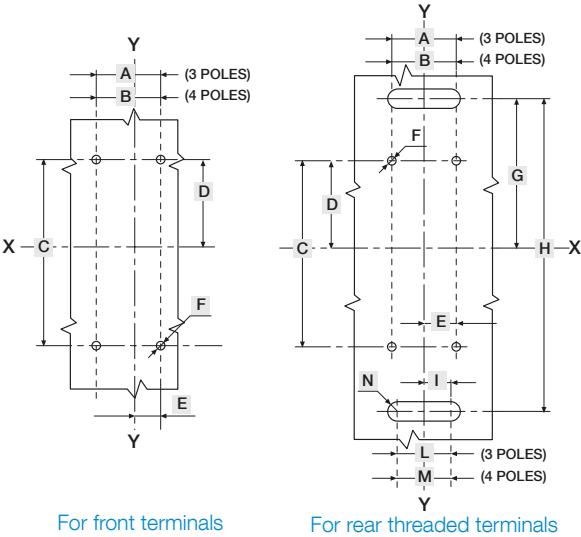 Y
A (3 POLES)
B (4 POLES)
D
X C
F
E
Y
For front terminals
Y
A (3 POLES)
B (4 POLES)
F
G
D
C H X
E
N I
L (3 POLES)
M (4 POLES)
Y
For rear threaded terminals